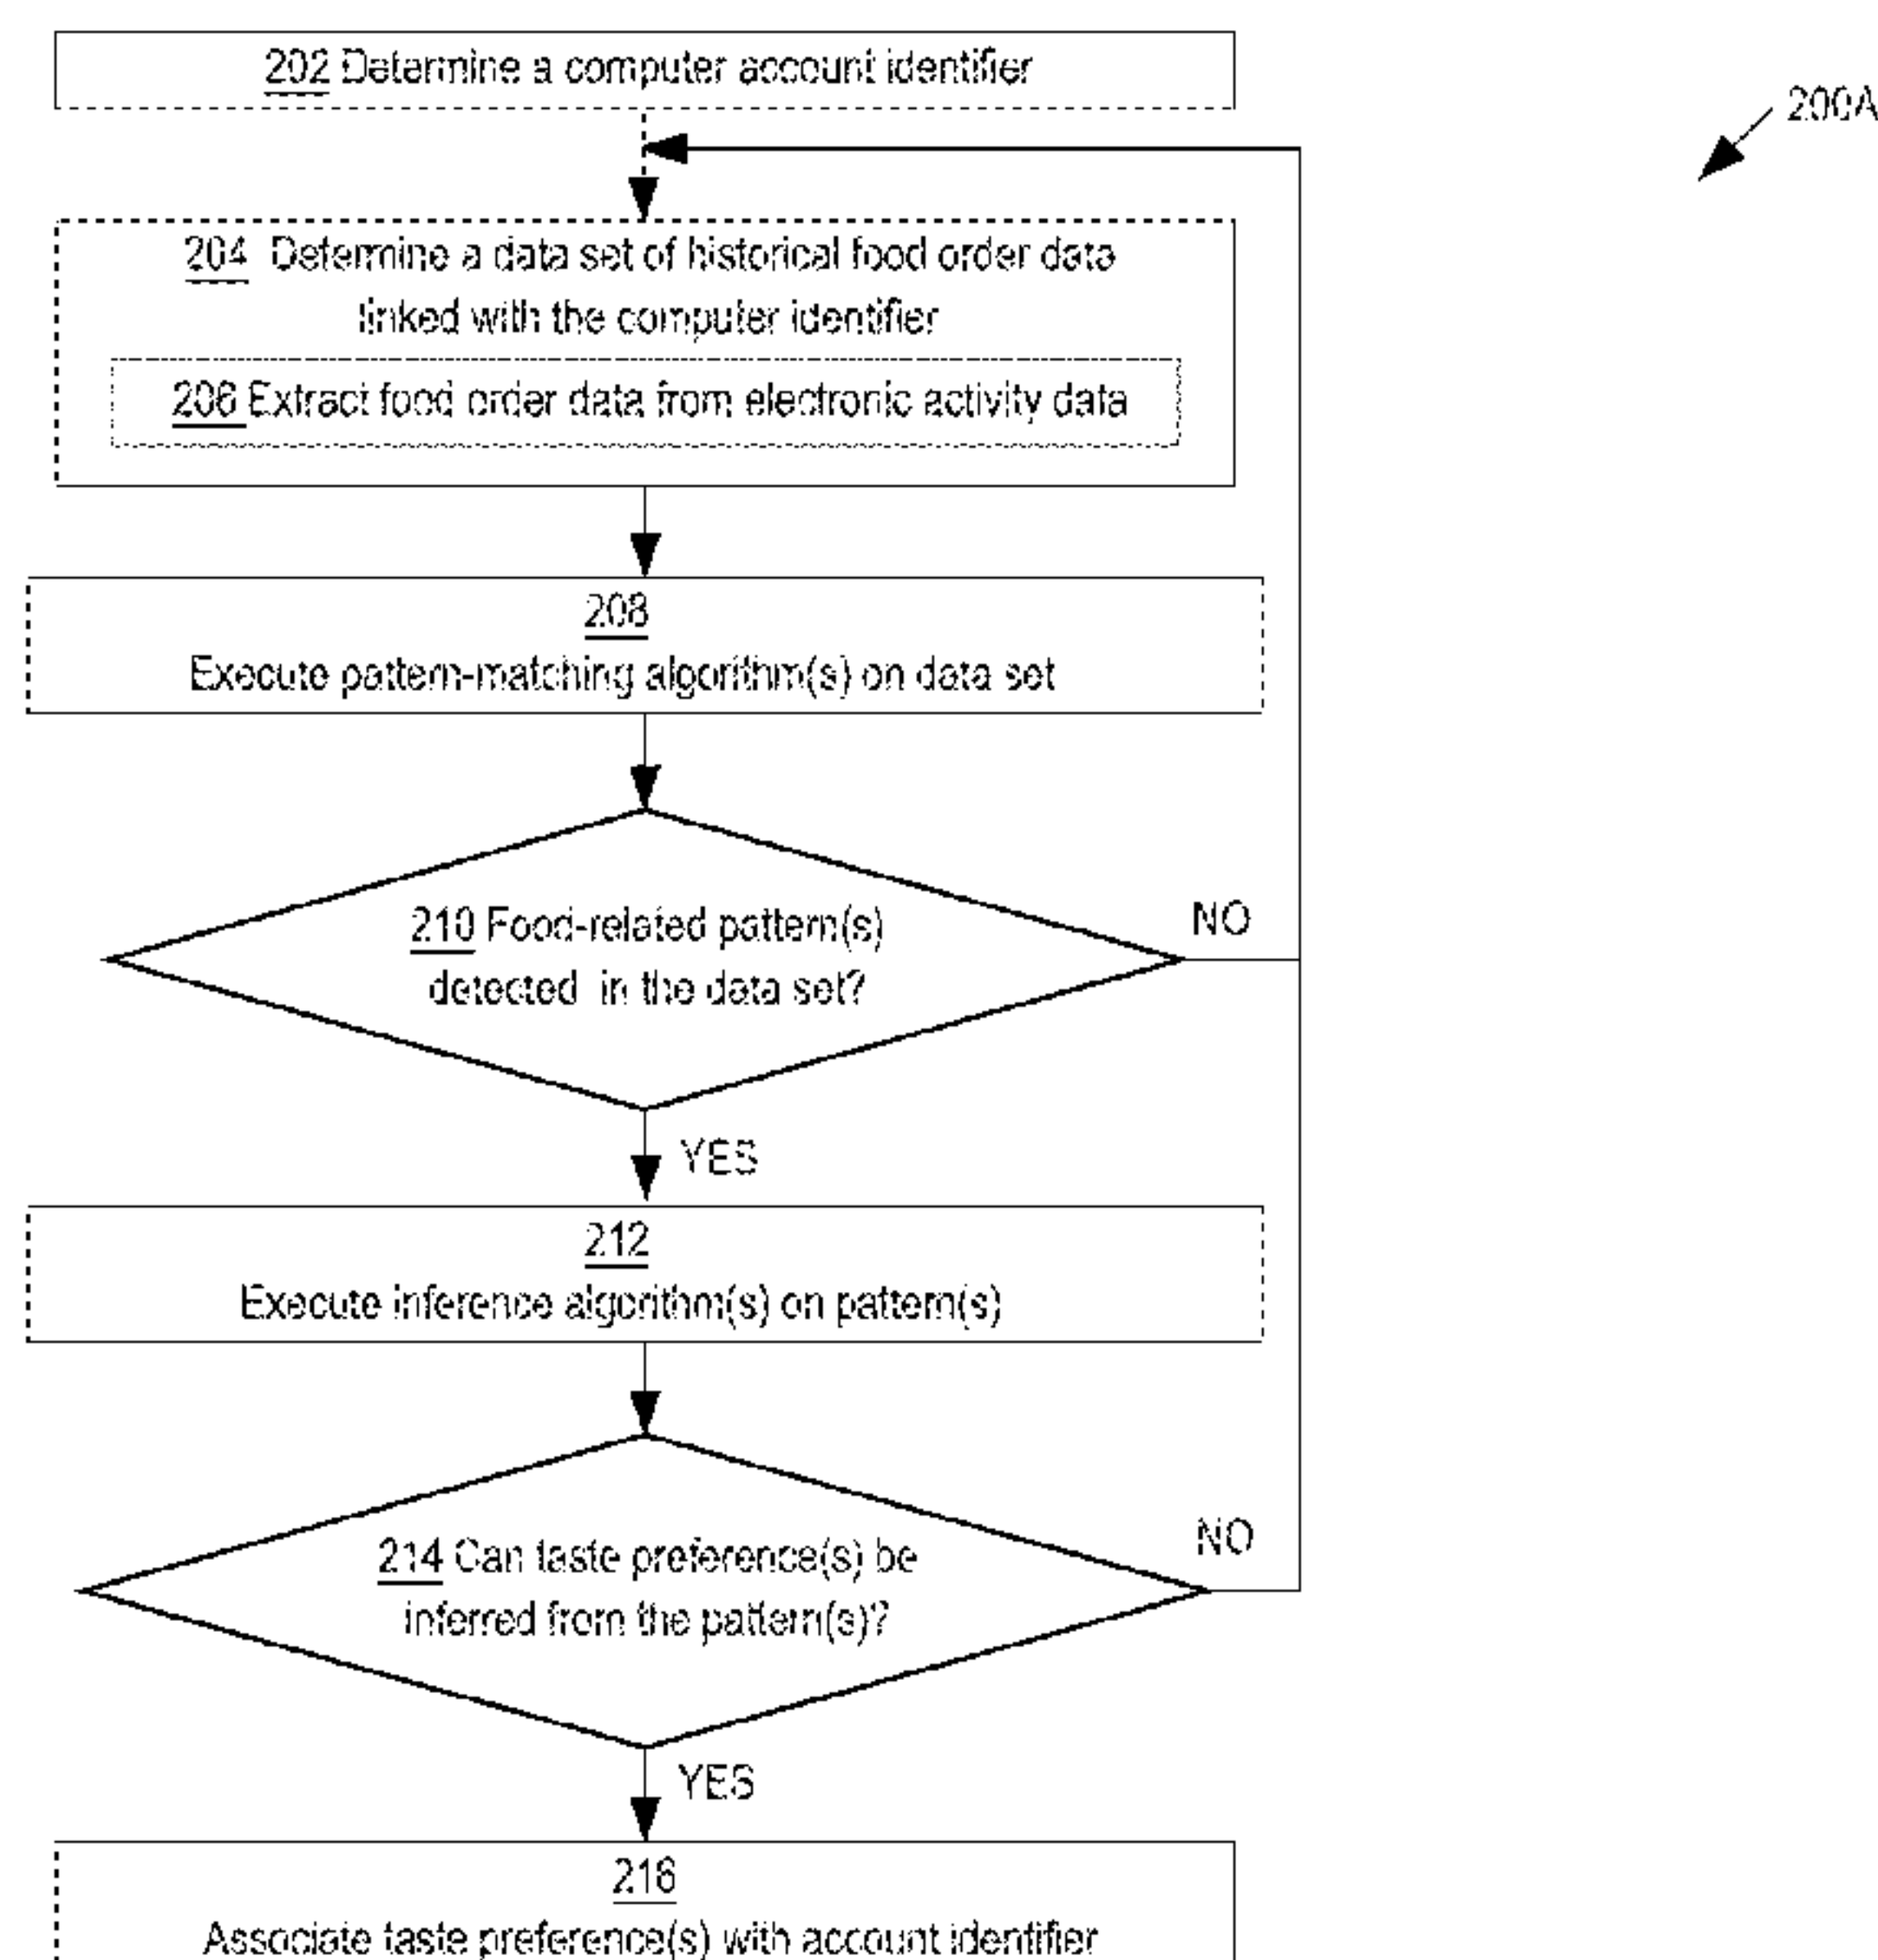 202 Determine a computer account identifier
200A
204 Determine a data set of historical food order data
linked with the computer identifier
206 Extract food order data from electronic activity data
208
Execute pattern-matching algorithm(s) on data set
210 Food-related pattern(s)
detected in the data set?
NO
YES
212
Execute inference algorithm(s) on pattern(s)
214 Can taste preference(s) be
inferred from the pattern(s)?
NO
YES
216
Associate taste preference(s) with account identifier